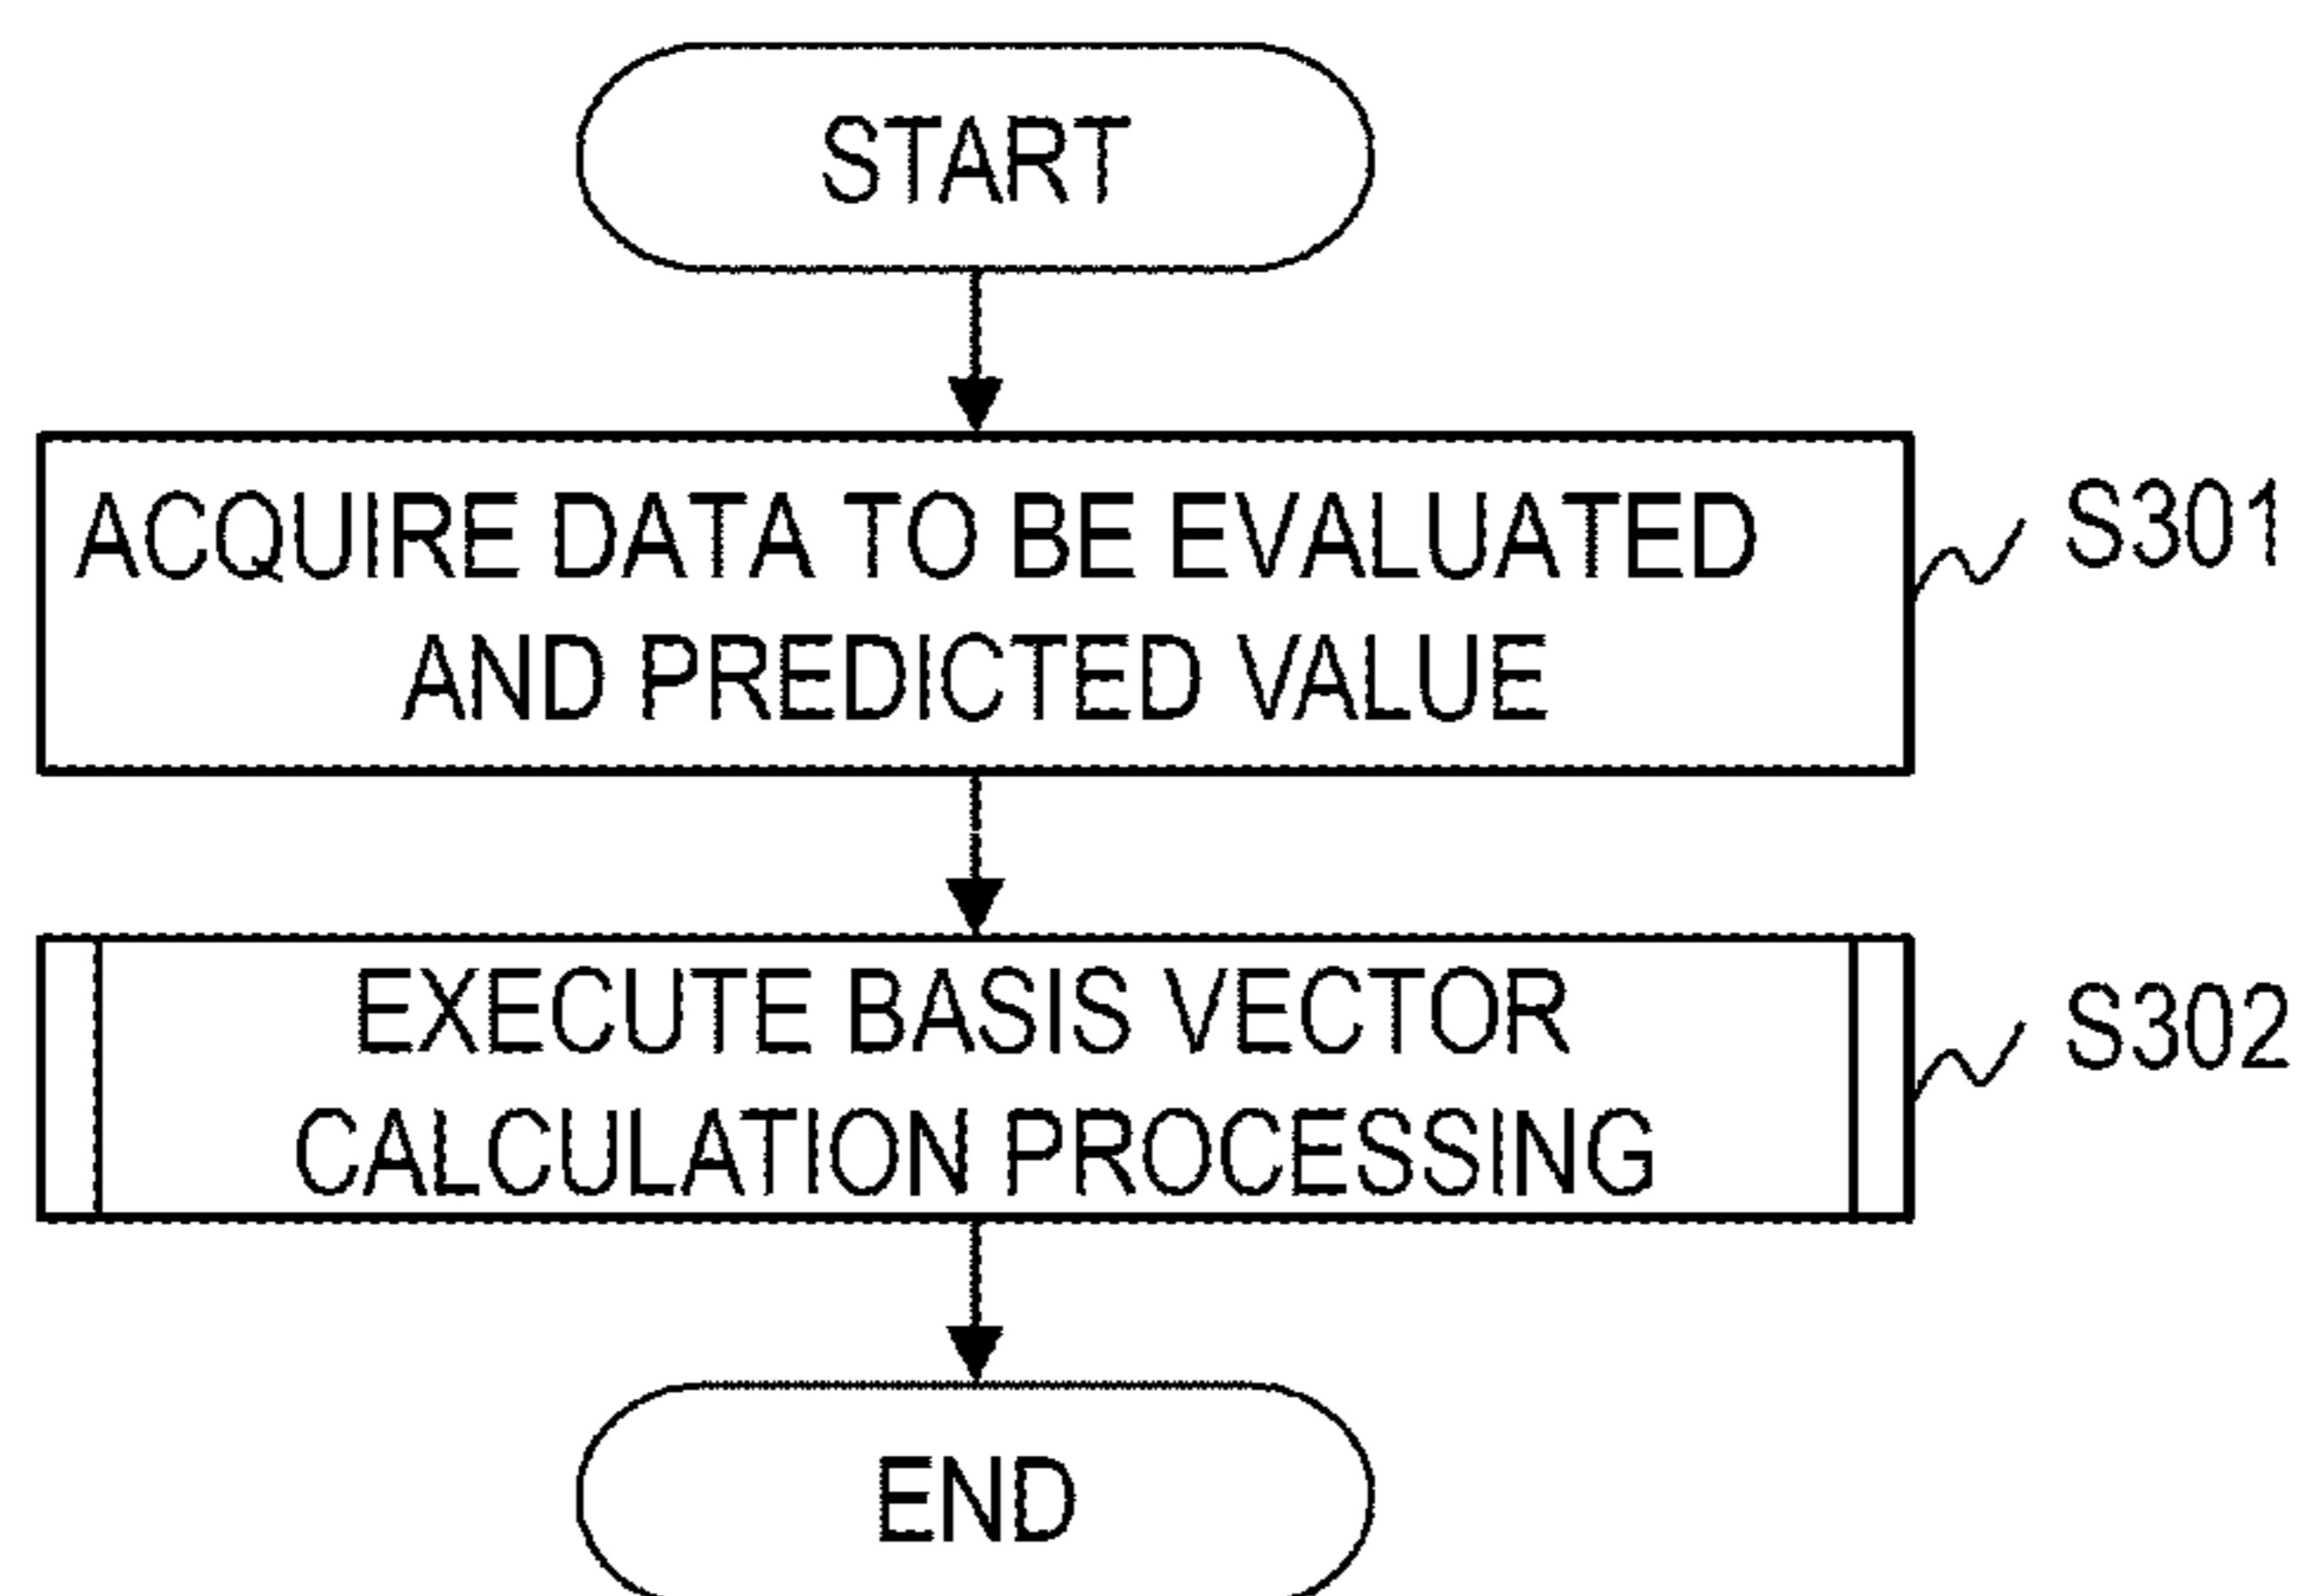 START
ACQUIRE DATA TO BE EVALUATED
AND PREDICTED VALUE
S301
EXECUTE BASIS VECTOR
CALCULATION PROCESSING
S302
END